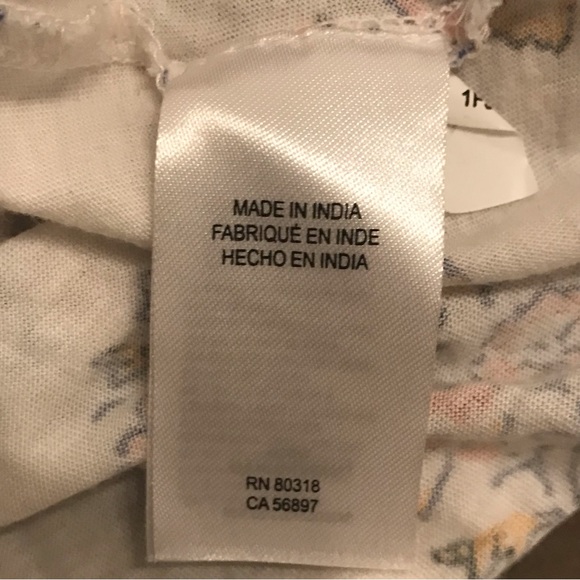 MADE IN INDIA
FABRIQUÉ EN INDE
HECHO EN INDIA
RN 80318
CA 56897